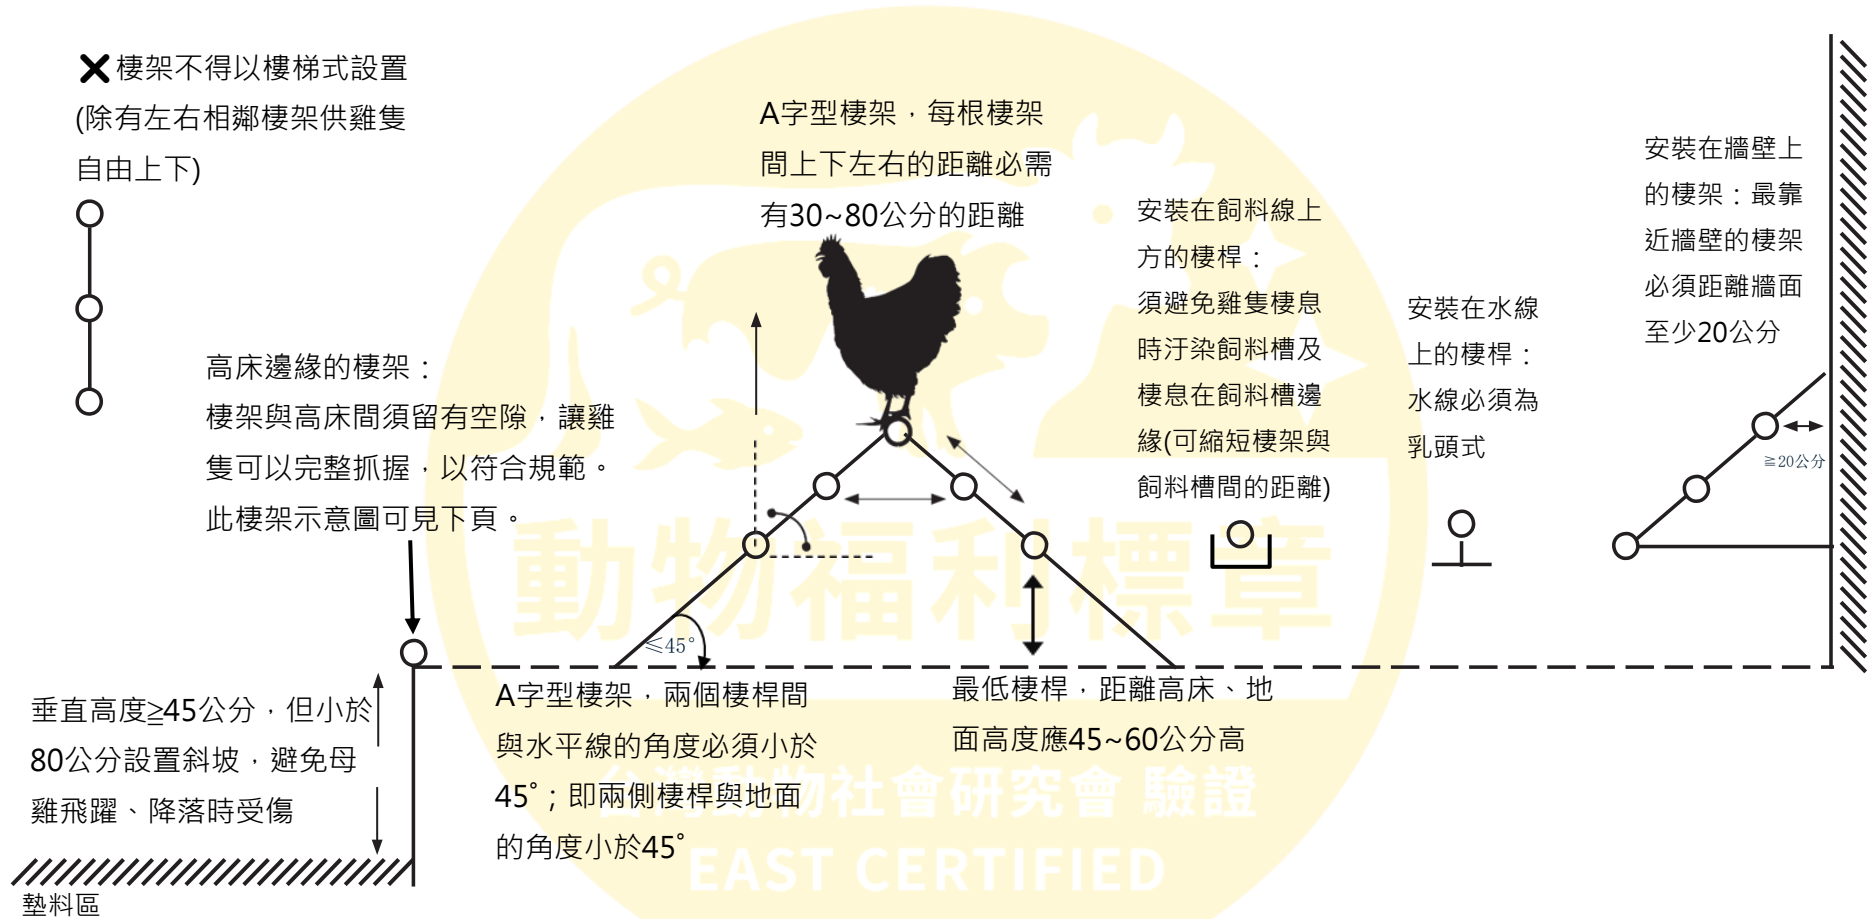 ✕棲架不得以樓梯式設置
(除有左右相鄰棲架供雞隻
自由上下)
高床邊緣的棲架：
棲架與高床間須留有空隙，讓雞
隻可以完整抓握，以符合規範。
此棲架示意圖可見下頁。
A字型棲架，每根棲架
間上下左右的距離必需
有30~80公分的距離
安裝在飼料線上
方的棲桿：
須避免雞隻棲息
時汙染飼料槽及
棲息在飼料槽邊
緣(可縮短棲架與
飼料槽間的距離)
安裝在水線
上的棲桿：
水線必須為
乳頭式
安裝在牆壁上
的棲架：最靠
近牆壁的棲架
必須距離牆面
至少20公分
≧20公分
≦45°
垂直高度≧45公分，但小於
80公分設置斜坡，避免母
雞飛躍、降落時受傷
墊料區
A字型棲架，兩個棲桿間
與水平線的角度必須小於
45°；即兩側棲桿與地面
的角度小於45°
最低棲桿，距離高床、地
面高度應45~60公分高
動物福利標章
台灣動物社會研究會 驗證
EAST CERTIFIED